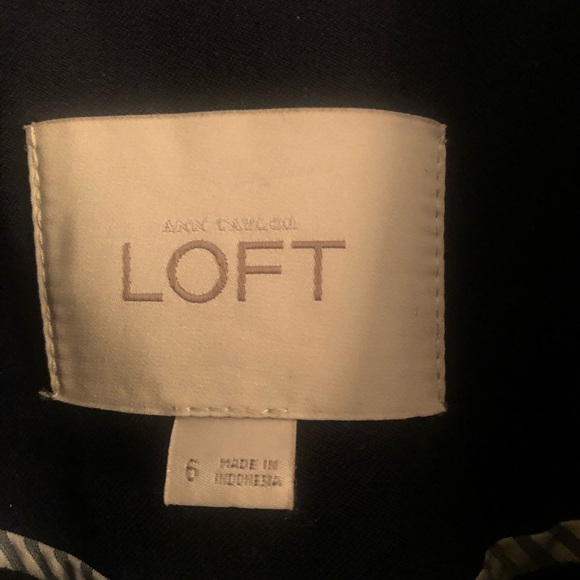 ANN TAYLOR
LOFT
6 MADE IN
INDONESIA